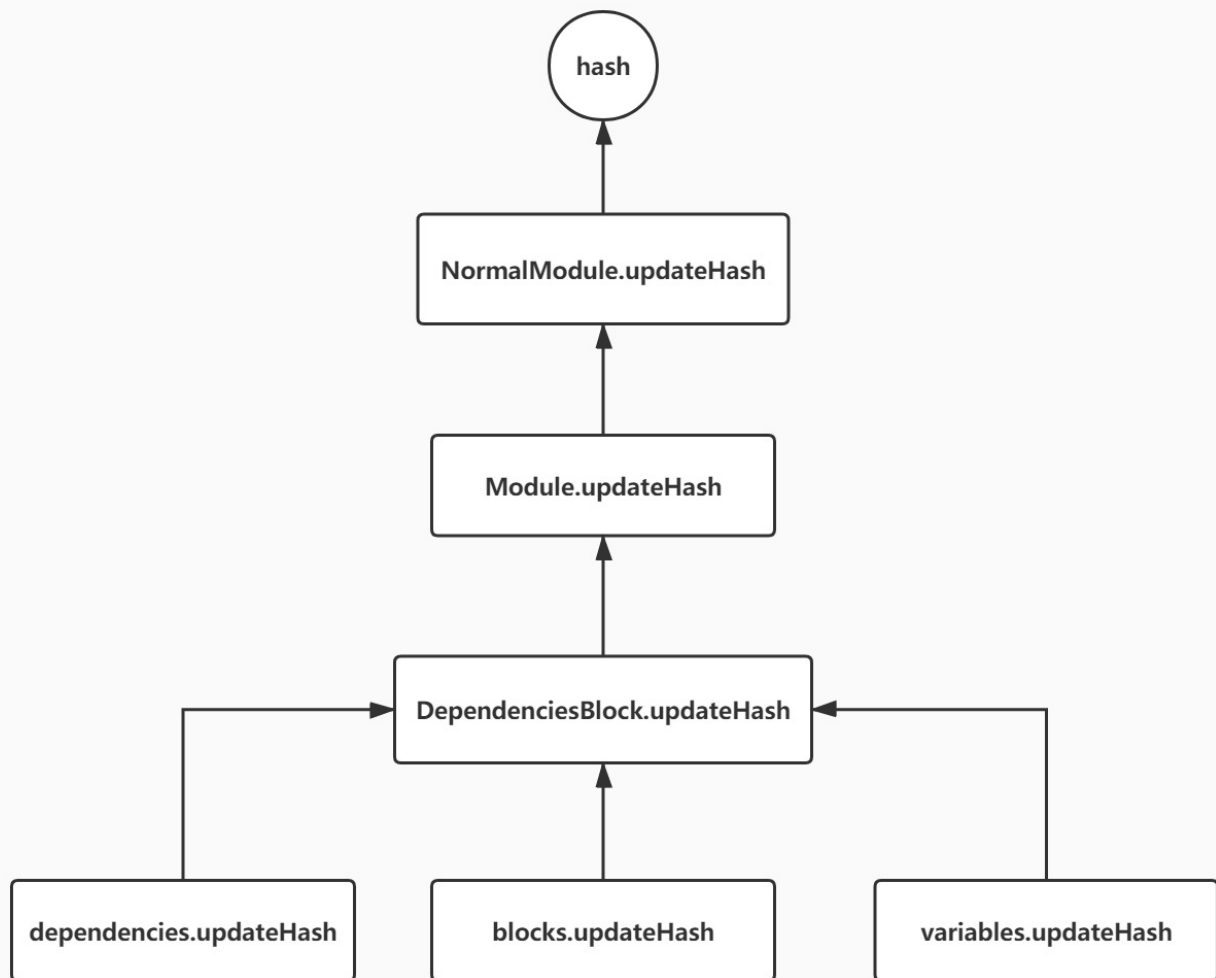 hash
NormalModule.updateHash
Module.updateHash
DependenciesBlock.updateHash
dependencies.updateHash
blocks.updateHash
variables.updateHash